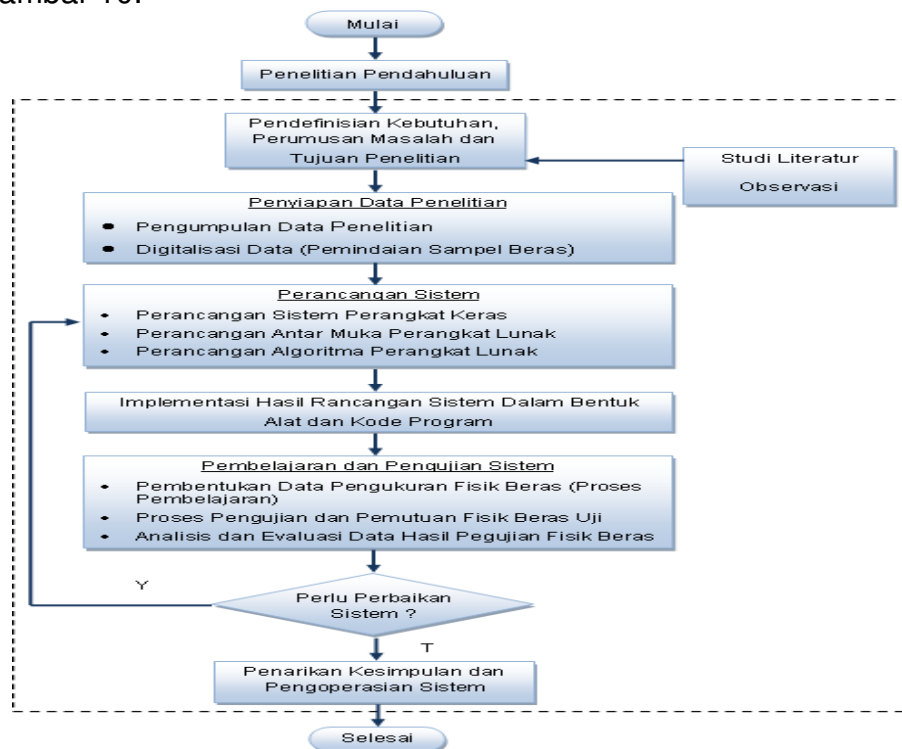 ambar 10.
Mulai
Penelitian Pendahuluan
Pendefinisian Kebutuhan,
Perumusan Masalah dan
Tujuan Penelitian
Studi Literatur
Observasi
Penyiapan Data Penelitian
• Pengumpulan Data Penelitian
• Digitalisasi Data (Pemindaian Sampel Beras)
Perancangan Sistem
• Perancangan Sistem Perangkat Keras
• Perancangan Antar Muka Perangkat Lunak
• Perancangan Algoritma Perangkat Lunak
Implementasi Hasil Rancangan Sistem Dalam Bentuk
Alat dan Kode Program
Pembelajaran dan Pengujian Sistem
• Pembentukan Data Pengukuran Fisik Beras (Proses
Pembelajaran)
• Proses Pengujian dan Pemutuan Fisik Beras Uji
• Analisis dan Evaluasi Data Hasil Pegujian Fisik Beras
Y
Perlu Perbaikan
Sistem ?
T
Penarikan Kesimpulan dan
Pengoperasian Sistem
Selesai